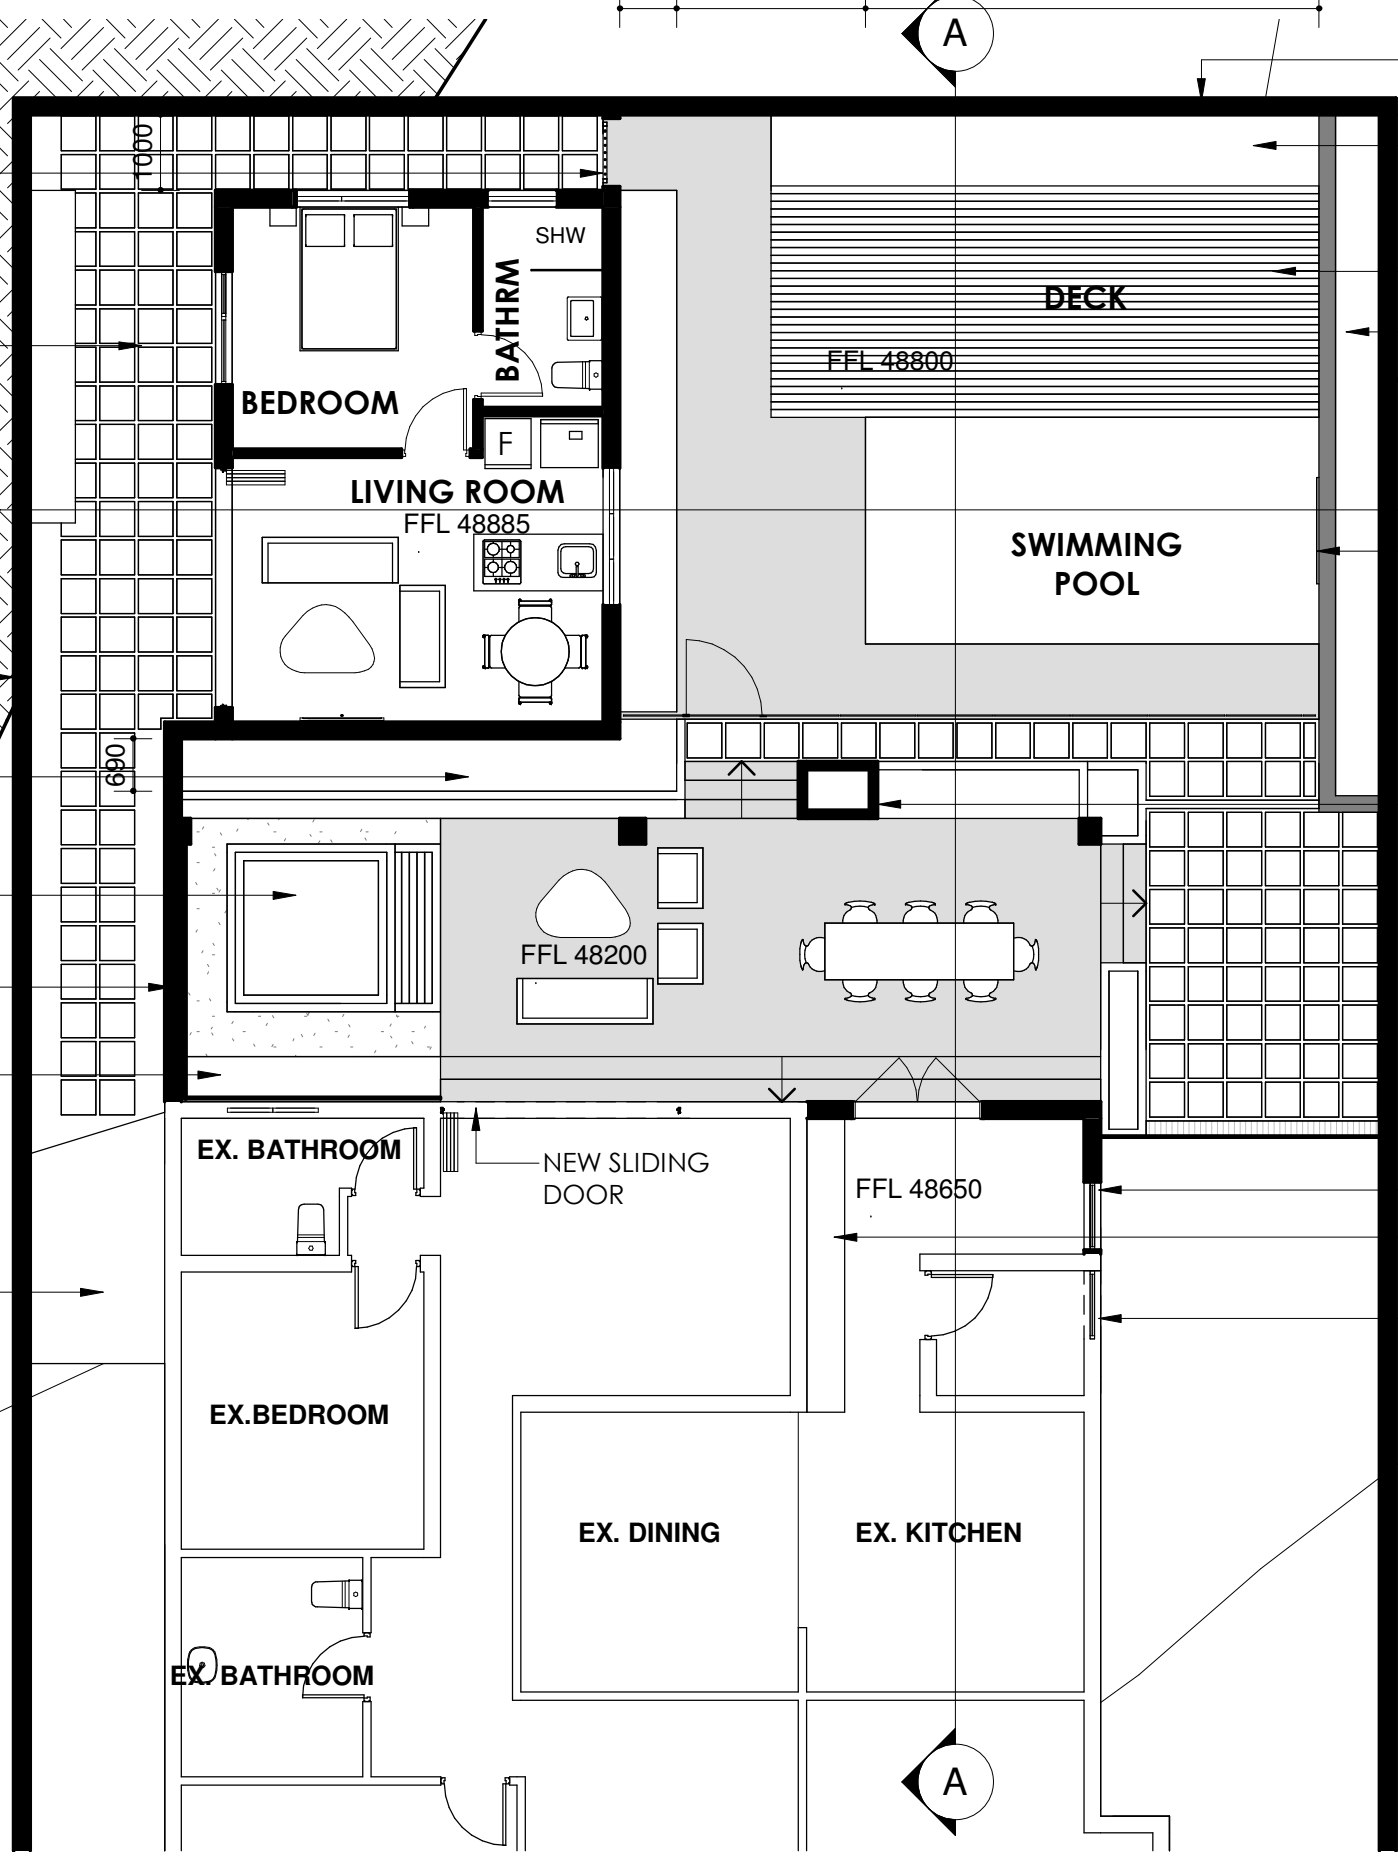 A
1000
SHW
BATHRM
DECK
FFL 48800
BEDROOM
F
LIVING ROOM
FFL 48885
SWIMMING
POOL
690
FFL 48200
EX. BATHROOM
NEW SLIDING
DOOR
FFL 48650
EX.BEDROOM
EX. DINING
EX. KITCHEN
EX. BATHROOM
A